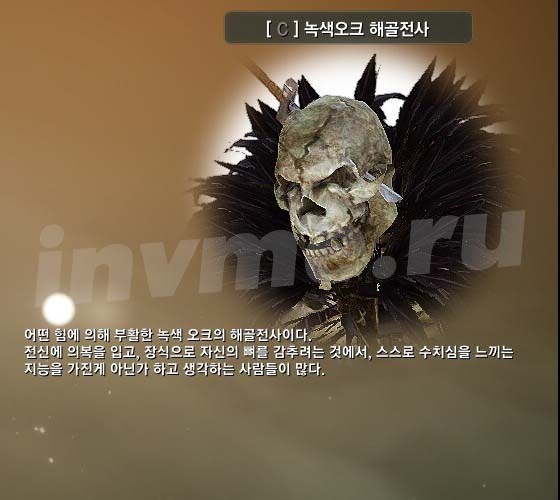 [ C ] 녹색오크 해골전사
invmo.ru
어떤 힘에 의해 부활한 녹색 오크의 해골전사이다.
전신에 의복을 입고, 장식으로 자신의 뼈를 감추려는 것에서, 스스로 수치심을 느끼는
지능을 가진게 아닌가 하고 생각하는 사람들이 많다.